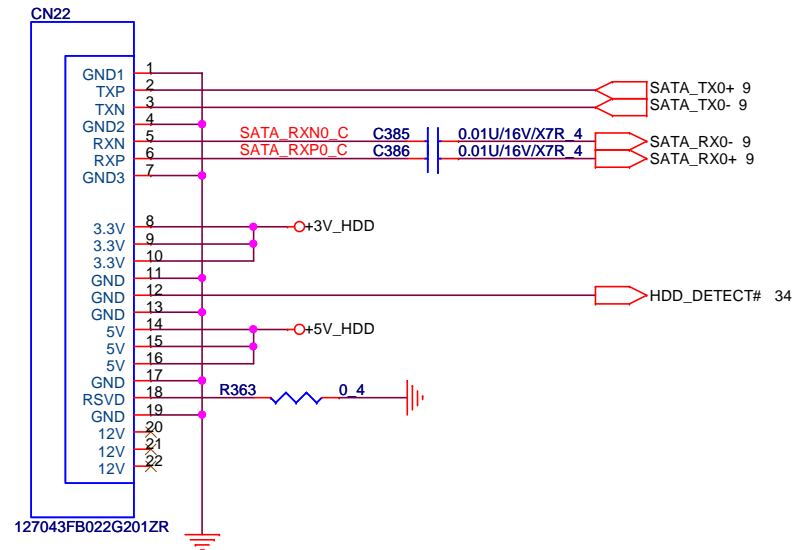 CN22
GND1 1
TXP 2 SATA_TX0+ 9
TXN 3 SATA_TX0- 9
GND2 4
RXN 5 SATA_RXN0_C C385 0.01U/16V/X7R_4 SATA_RX0- 9
RXP 6 SATA_RXP0_C C386 0.01U/16V/X7R_4 SATA_RX0+ 9
GND3 7
3.3V 8 +3V_HDD
3.3V 9
3.3V 10
GND 11
GND 12 HDD_DETECT# 34
GND 13
5V 14 +5V_HDD
5V 15
5V 16
GND 17
RSVD 18 R363 0_4
GND 19
12V 20
12V 21
12V 22
127043FB022G201ZR